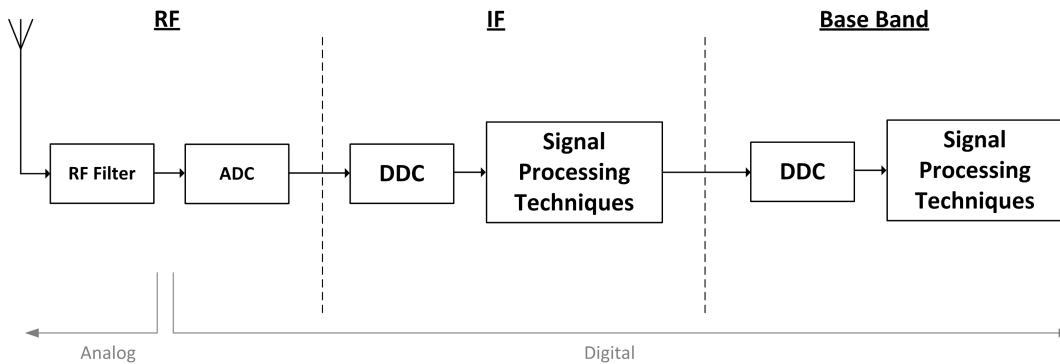 RF
IF
Base Band
RF Filter
ADC
DDC
Signal
Processing
Techniques
DDC
Signal
Processing
Techniques
Analog
Digital